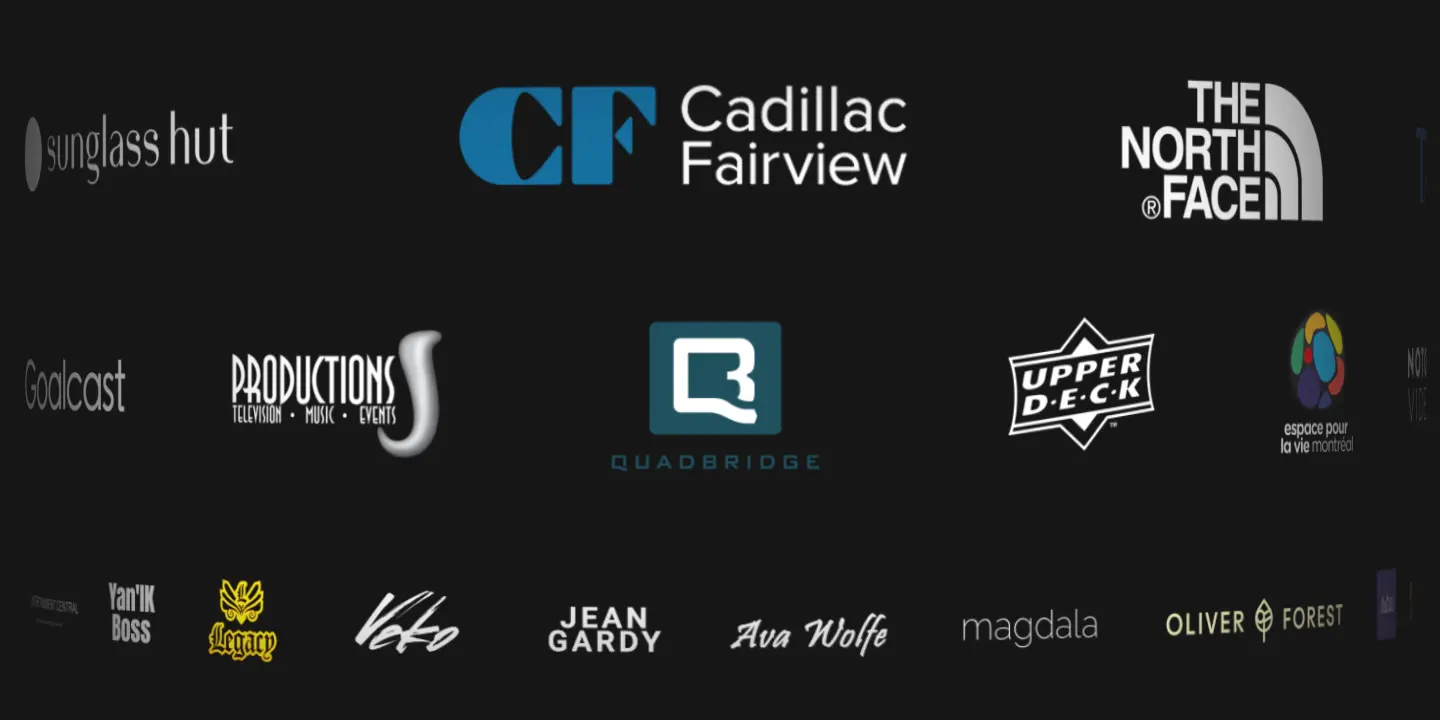 sunglass hut
CF Cadillac
Fairview
THE
NORTH
FACE
®
Goalcast
PRODUCTIONS J
TELEVISION • MUSIC • EVENTS
QUADBRIDGE
UPPER
D·E·C·K
™
espace pour
la vie montréal
Yan'IK
Boss
Legacy
Veko
JEAN
GARDY
Ava Wolfe
magdala
OLIVER FOREST